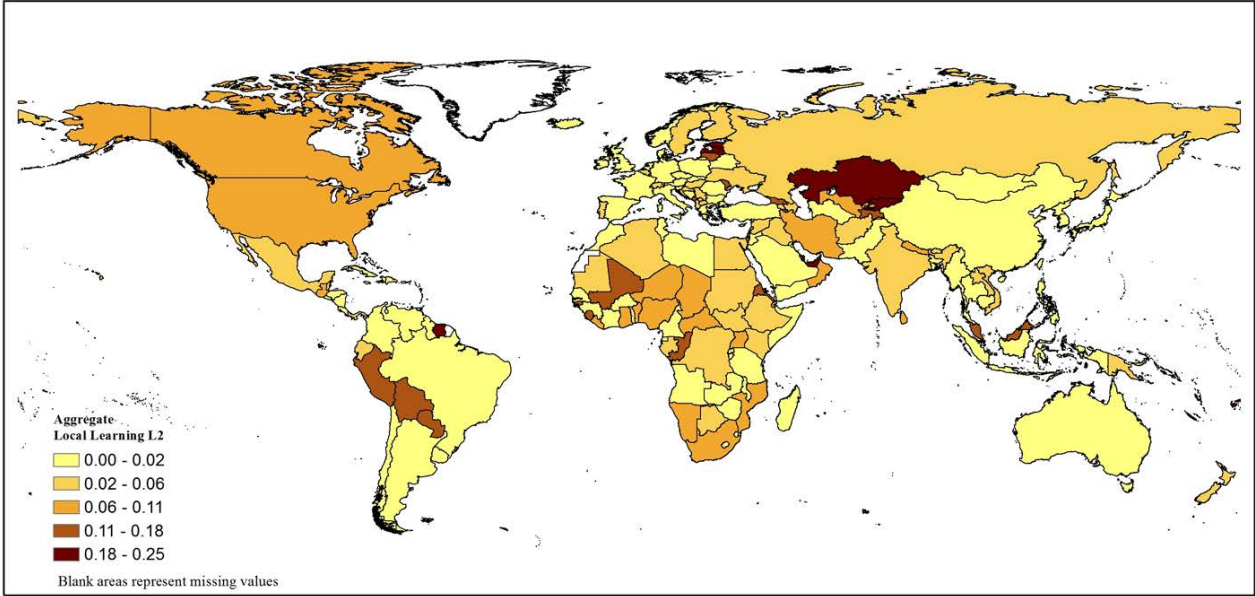 Aggregate
Local Learning L2
0.00 - 0.02
0.02 - 0.06
0.06 - 0.11
0.11 - 0.18
0.18 - 0.25
Blank areas represent missing values